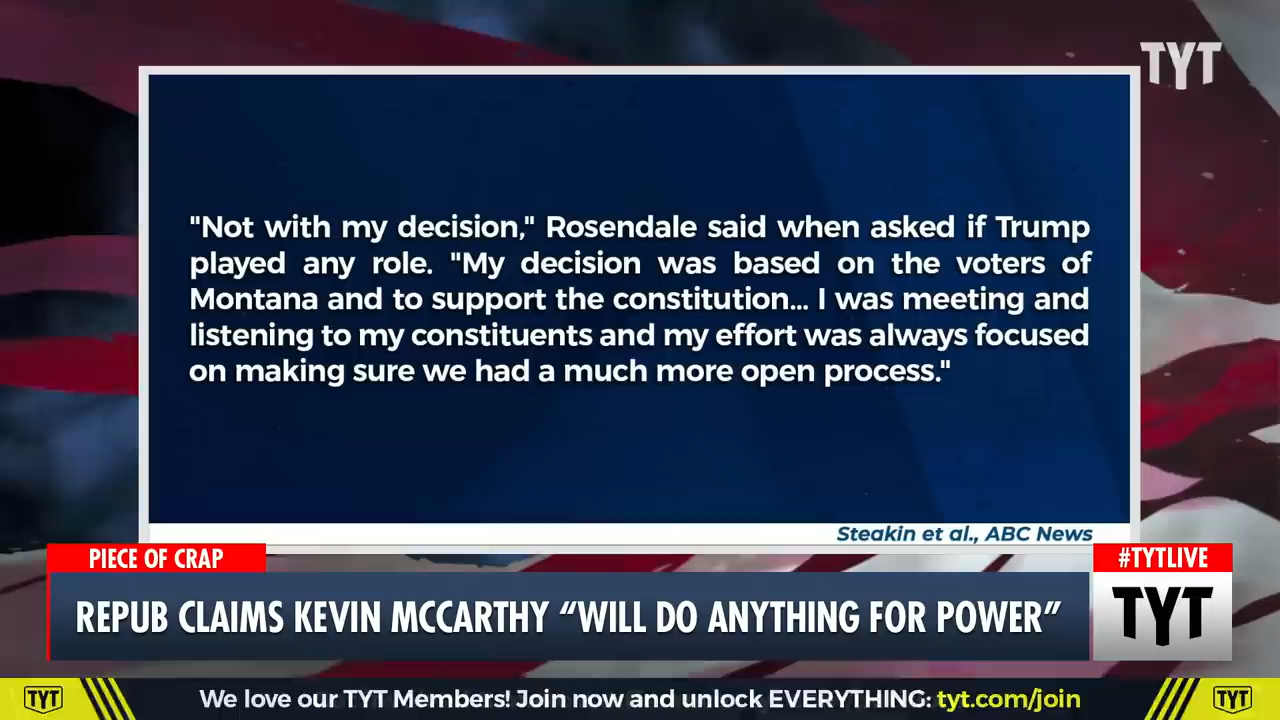 TYT
"Not with my decision," Rosendale said when asked if Trump
played any role. "My decision was based on the voters of
Montana and to support the constitution... I was meeting and
listening to my constituents and my effort was always focused
on making sure we had a much more open process."
Steakin et al., ABC News
PIECE OF CRAP
#TYTLIVE
REPUB CLAIMS KEVIN MCCARTHY “WILL DO ANYTHING FOR POWER”
TYT
TYT
We love our TYT Members! Join now and unlock EVERYTHING: tyt.com/join
TYT